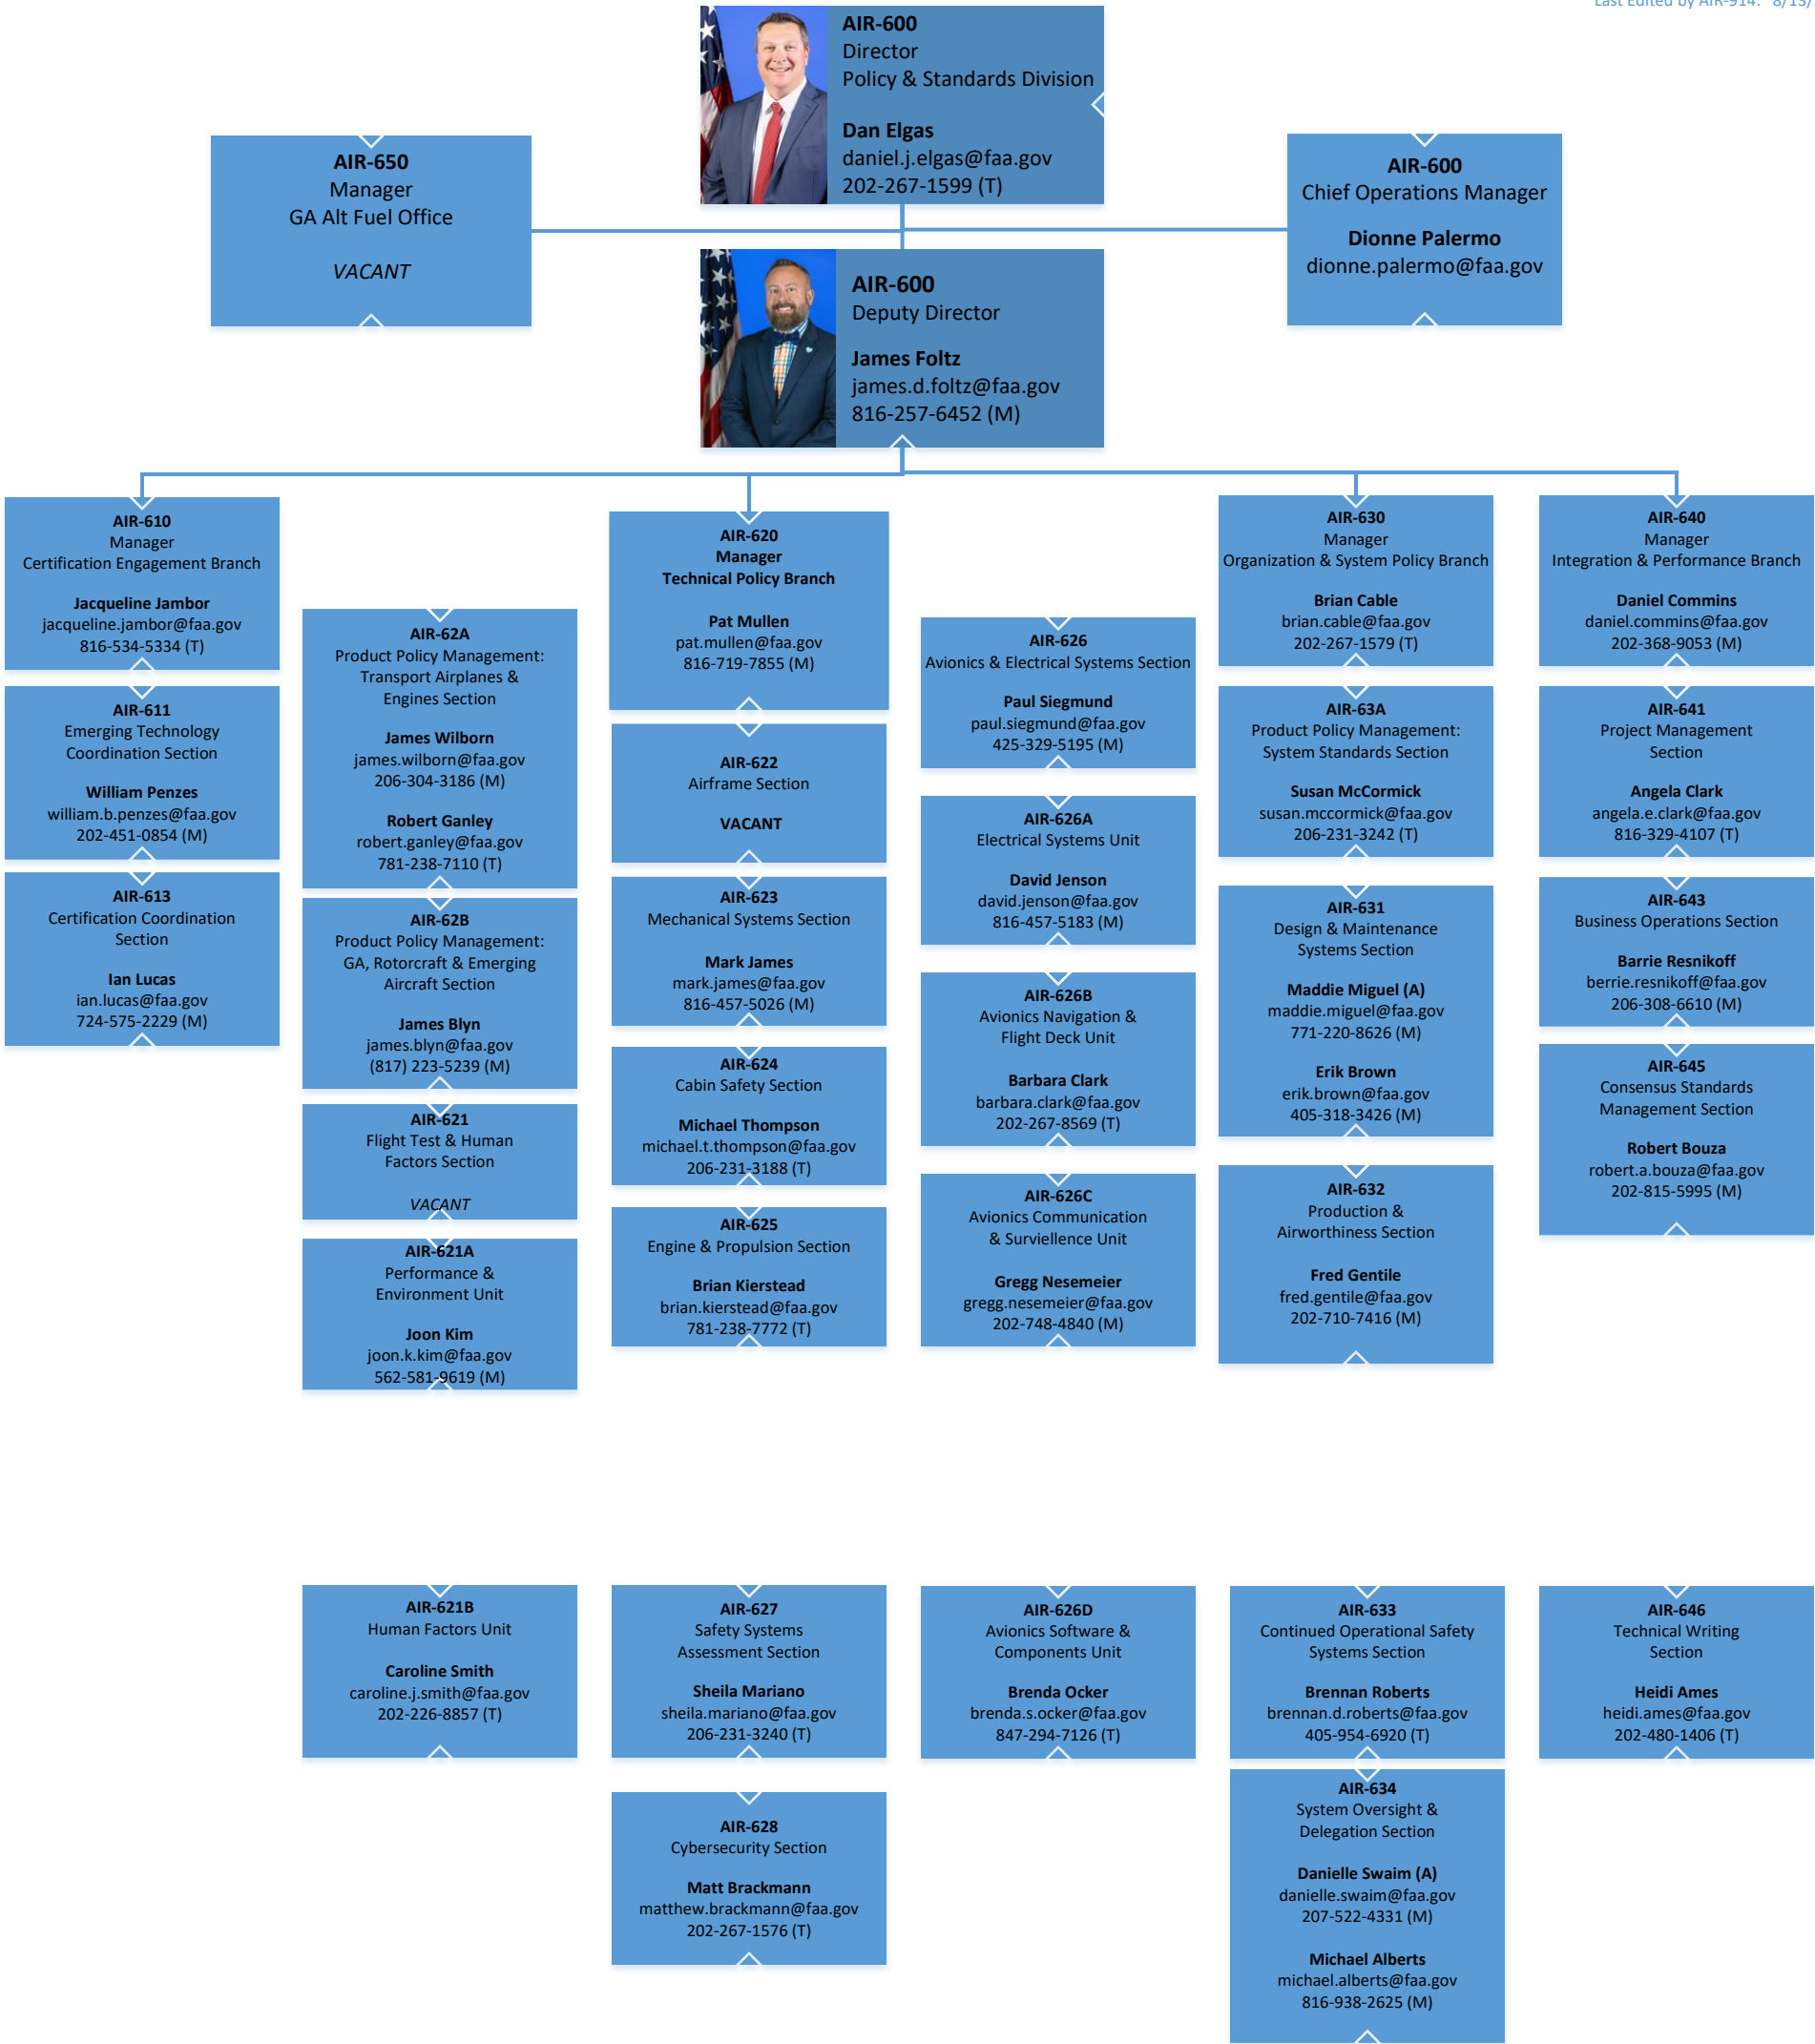 Last Edited by AIR-914: 8/13/
AIR-600
Director
Policy & Standards Division
Dan Elgas
daniel.j.elgas@faa.gov
202-267-1599 (T)
AIR-650
Manager
GA Alt Fuel Office
VACANT
AIR-600
Chief Operations Manager
Dionne Palermo
dionne.palermo@faa.gov
AIR-600
Deputy Director
James Foltz
james.d.foltz@faa.gov
816-257-6452 (M)
AIR-610
Manager
Certification Engagement Branch
Jacqueline Jambor
jacqueline.jambor@faa.gov
816-534-5334 (T)
AIR-611
Emerging Technology
Coordination Section
William Penzes
william.b.penzes@faa.gov
202-451-0854 (M)
AIR-613
Certification Coordination
Section
Ian Lucas
ian.lucas@faa.gov
724-575-2229 (M)
AIR-62A
Product Policy Management:
Transport Airplanes &
Engines Section
James Wilborn
james.wilborn@faa.gov
206-304-3186 (M)
Robert Ganley
robert.ganley@faa.gov
781-238-7110 (T)
AIR-62B
Product Policy Management:
GA, Rotorcraft & Emerging
Aircraft Section
James Blyn
james.blyn@faa.gov
(817) 223-5239 (M)
AIR-621
Flight Test & Human
Factors Section
VACANT
AIR-621A
Performance &
Environment Unit
Joon Kim
joon.k.kim@faa.gov
562-581-9619 (M)
AIR-620
Manager
Technical Policy Branch
Pat Mullen
pat.mullen@faa.gov
816-719-7855 (M)
AIR-622
Airframe Section
VACANT
AIR-623
Mechanical Systems Section
Mark James
mark.james@faa.gov
816-457-5026 (M)
AIR-624
Cabin Safety Section
Michael Thompson
michael.t.thompson@faa.gov
206-231-3188 (T)
AIR-625
Engine & Propulsion Section
Brian Kierstead
brian.kierstead@faa.gov
781-238-7772 (T)
AIR-626
Avionics & Electrical Systems Section
Paul Siegmund
paul.siegmund@faa.gov
425-329-5195 (M)
AIR-626A
Electrical Systems Unit
David Jenson
david.jenson@faa.gov
816-457-5183 (M)
AIR-626B
Avionics Navigation &
Flight Deck Unit
Barbara Clark
barbara.clark@faa.gov
202-267-8569 (T)
AIR-626C
Avionics Communication
& Surviellence Unit
Gregg Nesemeier
gregg.nesemeier@faa.gov
202-748-4840 (M)
AIR-630
Manager
Organization & System Policy Branch
Brian Cable
brian.cable@faa.gov
202-267-1579 (T)
AIR-63A
Product Policy Management:
System Standards Section
Susan McCormick
susan.mccormick@faa.gov
206-231-3242 (T)
AIR-631
Design & Maintenance
Systems Section
Maddie Miguel (A)
maddie.miguel@faa.gov
771-220-8626 (M)
Erik Brown
erik.brown@faa.gov
405-318-3426 (M)
AIR-632
Production &
Airworthiness Section
Fred Gentile
fred.gentile@faa.gov
202-710-7416 (M)
AIR-640
Manager
Integration & Performance Branch
Daniel Commins
daniel.commins@faa.gov
202-368-9053 (M)
AIR-641
Project Management
Section
Angela Clark
angela.e.clark@faa.gov
816-329-4107 (T)
AIR-643
Business Operations Section
Barrie Resnikoff
berrie.resnikoff@faa.gov
206-308-6610 (M)
AIR-645
Consensus Standards
Management Section
Robert Bouza
robert.a.bouza@faa.gov
202-815-5995 (M)
AIR-621B
Human Factors Unit
Caroline Smith
caroline.j.smith@faa.gov
202-226-8857 (T)
AIR-627
Safety Systems
Assessment Section
Sheila Mariano
sheila.mariano@faa.gov
206-231-3240 (T)
AIR-628
Cybersecurity Section
Matt Brackmann
matthew.brackmann@faa.gov
202-267-1576 (T)
AIR-626D
Avionics Software &
Components Unit
Brenda Ocker
brenda.s.ocker@faa.gov
847-294-7126 (T)
AIR-633
Continued Operational Safety
Systems Section
Brennan Roberts
brennan.d.roberts@faa.gov
405-954-6920 (T)
AIR-634
System Oversight &
Delegation Section
Danielle Swaim (A)
danielle.swaim@faa.gov
207-522-4331 (M)
Michael Alberts
michael.alberts@faa.gov
816-938-2625 (M)
AIR-646
Technical Writing
Section
Heidi Ames
heidi.ames@faa.gov
202-480-1406 (T)